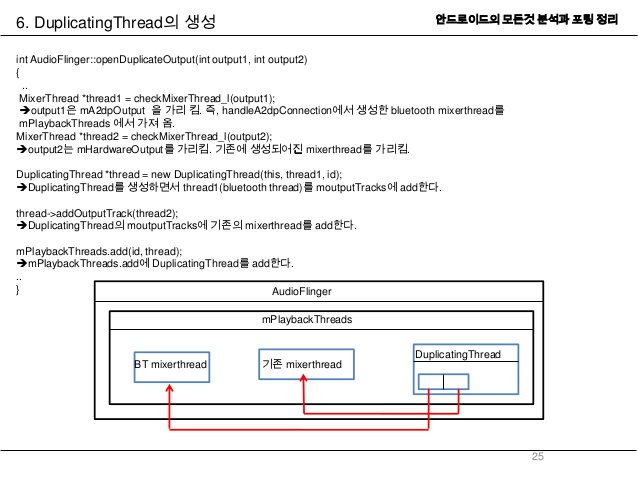 6. DuplicatingThread의 생성
안드로이드의 모든것 분석과 포팅 정리
int AudioFlinger::openDuplicateOutput(int output1, int output2)
{
..
MixerThread *thread1 = checkMixerThread_l(output1);
➔output1은 mA2dpOutput 을 가리 킴. 즉, handleA2dpConnection에서 생성한 bluetooth mixerthread를
mPlaybackThreads 에서 가져 옴.
MixerThread *thread2 = checkMixerThread_l(output2);
➔output2는 mHardwareOutput를 가리킴. 기존에 생성되어진 mixerthread를 가리킴.
DuplicatingThread *thread = new DuplicatingThread(this, thread1, id);
➔DuplicatingThread를 생성하면서 thread1(bluetooth thread)를 moutputTracks에 add한다.
thread->addOutputTrack(thread2);
➔DuplicatingThread의 moutputTracks에 기존의 mixerthread를 add한다.
mPlaybackThreads.add(id, thread);
➔mPlaybackThreads.add에 DuplicatingThread를 add한다.
..
}
AudioFlinger
mPlaybackThreads
BT mixerthread
기존 mixerthread
DuplicatingThread
25